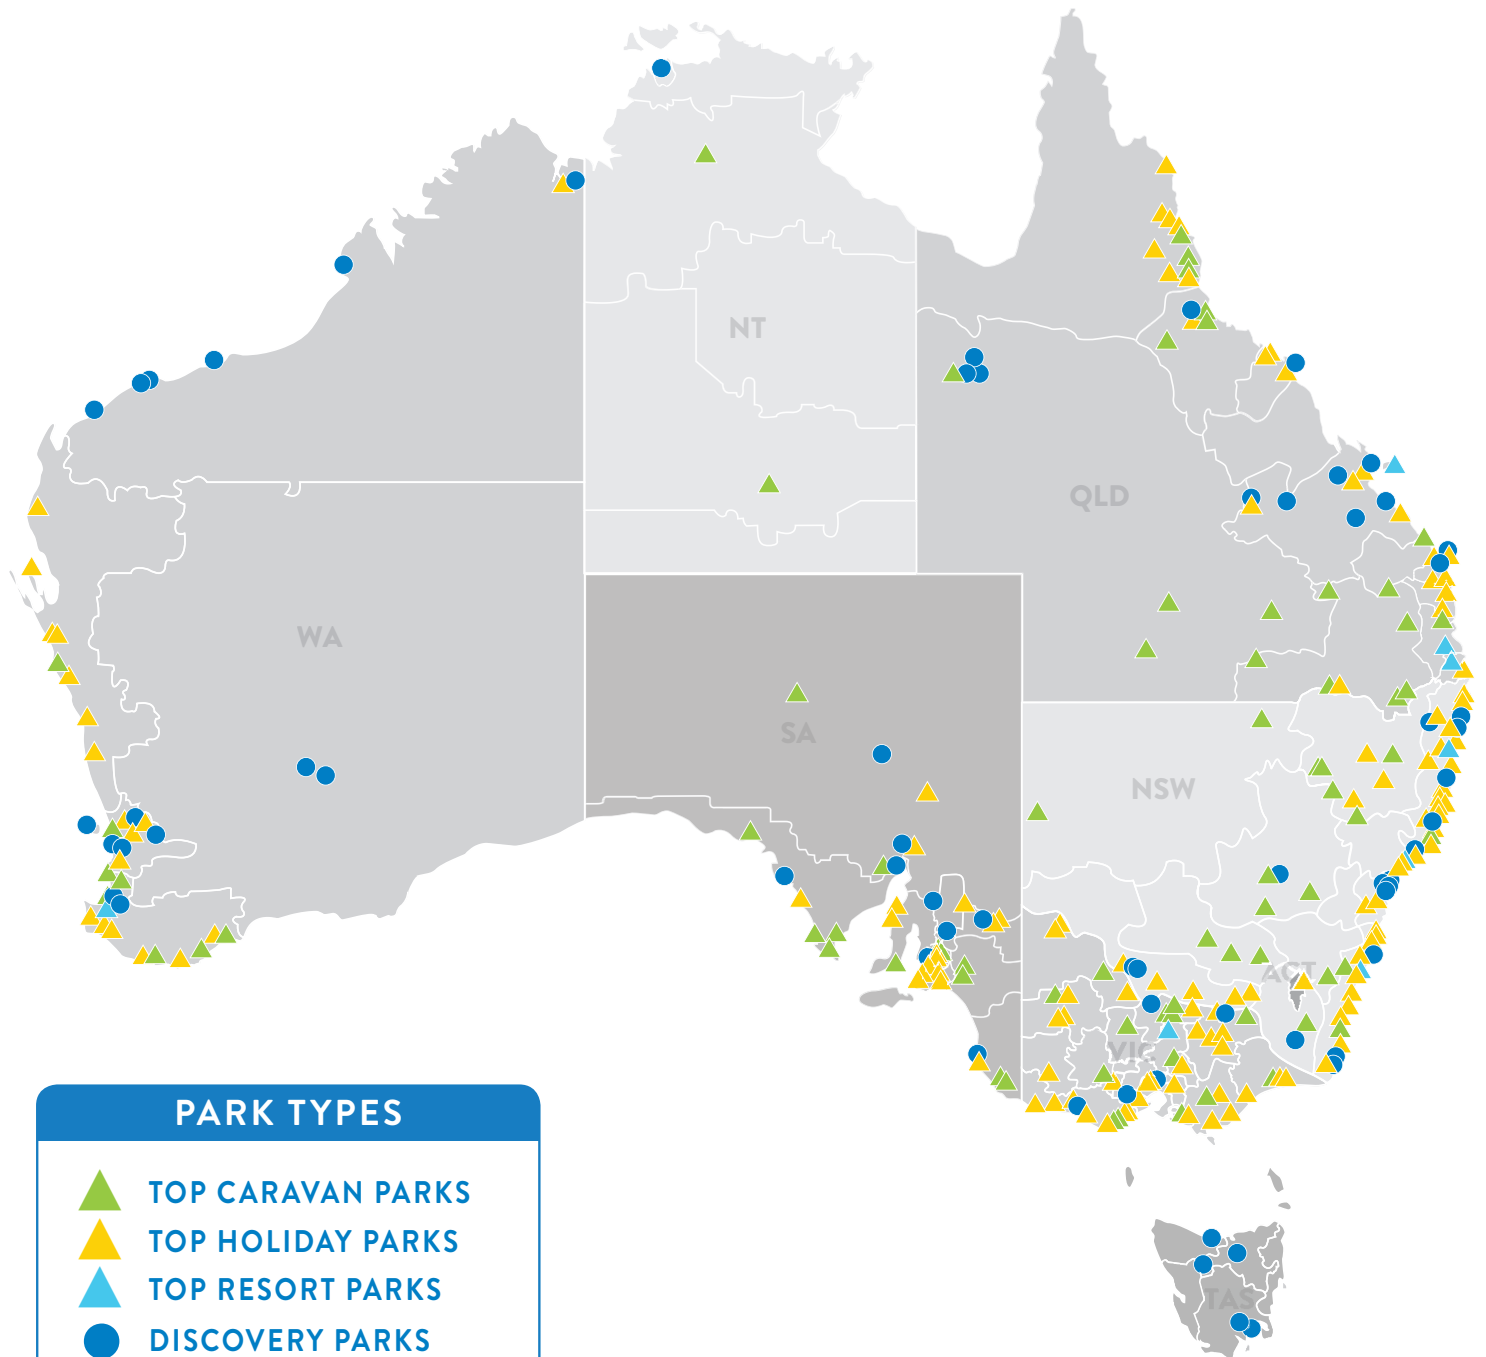 NT
QLD
WA
SA
NSW
ACT
VIC
TAS
PARK TYPES
TOP CARAVAN PARKS
TOP HOLIDAY PARKS
TOP RESORT PARKS
DISCOVERY PARKS